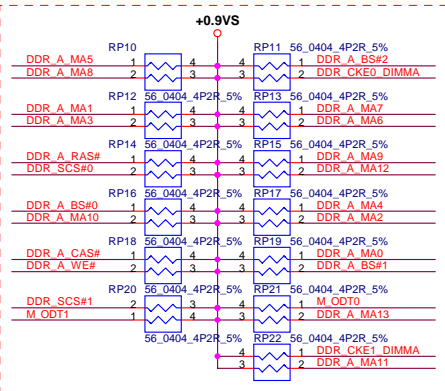 +0.9VS
RP10 RP11 56_0404_4P2R_5%
DDR_A_MA5 1 4 4 1 DDR_A_BS#2
DDR_A_MA8 2 3 3 2 DDR_CKE0_DIMMA
RP12 56_0404_4P2R_5% RP13 56_0404_4P2R_5%
DDR_A_MA1 1 4 4 1 DDR_A_MA7
DDR_A_MA3 2 3 3 2 DDR_A_MA6
RP14 56_0404_4P2R_5% RP15 56_0404_4P2R_5%
DDR_A_RAS# 1 4 4 1 DDR_A_MA9
DDR_SCS#0 2 3 3 2 DDR_A_MA12
RP16 56_0404_4P2R_5% RP17 56_0404_4P2R_5%
DDR_A_BS#0 1 4 4 1 DDR_A_MA4
DDR_A_MA10 2 3 3 2 DDR_A_MA2
RP18 56_0404_4P2R_5% RP19 56_0404_4P2R_5%
DDR_A_CAS# 1 4 4 1 DDR_A_MA0
DDR_A_WE# 2 3 3 2 DDR_A_BS#1
RP20 56_0404_4P2R_5% RP21 56_0404_4P2R_5%
DDR_SCS#1 2 3 4 1 M_ODT0
M_ODT1 1 4 3 2 DDR_A_MA13
56_0404_4P2R_5% RP22 56_0404_4P2R_5%
4 1 DDR_CKE1_DIMMA
3 2 DDR_A_MA11